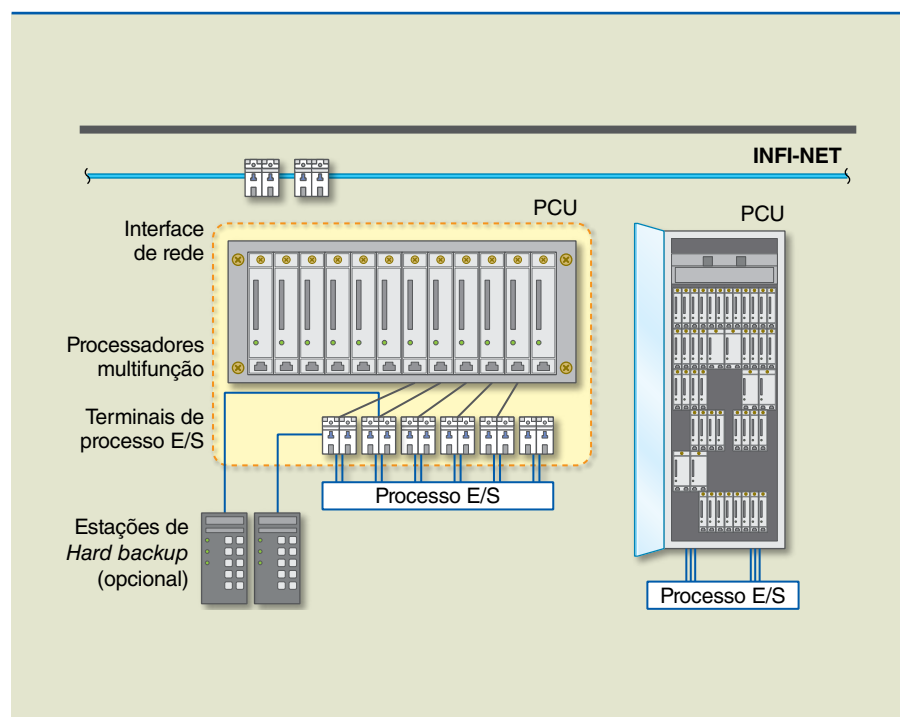 INFI-NET
PCU
PCU
Interface
de rede
Processadores
multifunção
Terminais de
processo E/S
Processo E/S
Estações de
Hard backup
(opcional)
Processo E/S